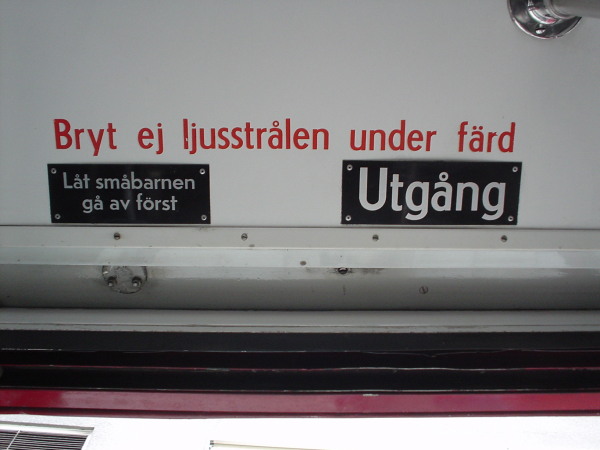 Bryt ej ljusstrålen under färd
Låt småbarnen
gå av först
Utgång